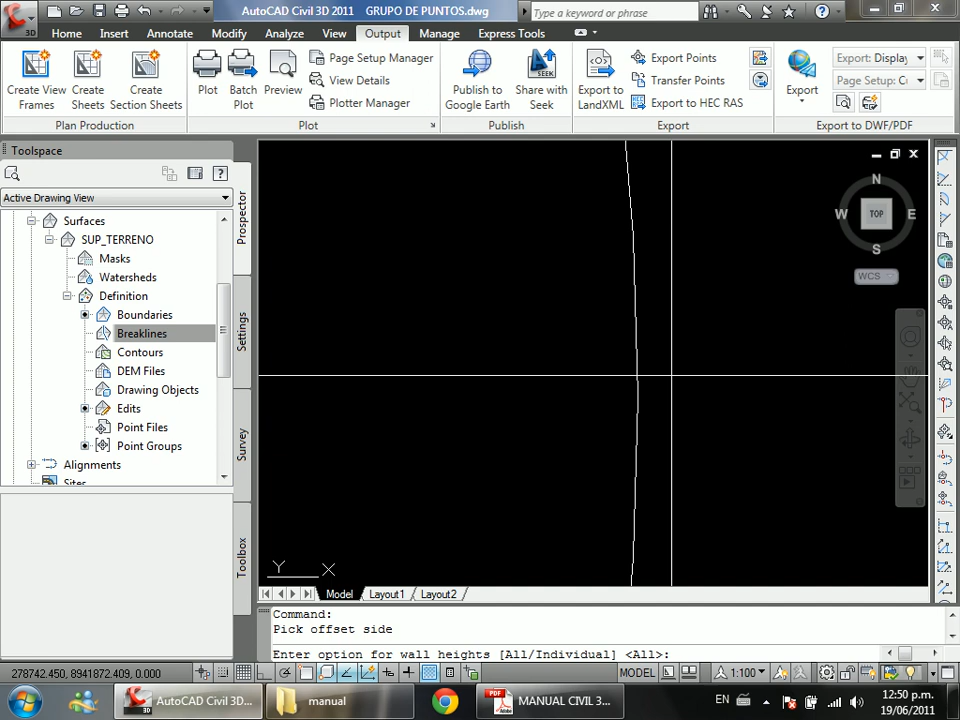 AutoCAD Civil 3D 2011 GRUPO DE PUNTOS.dwg
Type a keyword or phrase
3D
Home Insert Annotate Modify Analyze View Output Manage Express Tools
Create View Frames
Create Sheets
Create Section Sheets
Plan Production
Plot
Batch Plot
Preview
Page Setup Manager
View Details
Plotter Manager
Plot
Publish to Google Earth
SEEK
Share with Seek
Publish
Export to LandXML
Export Points
Transfer Points
Export to HEC RAS
Export
Export
Export: Display
Page Setup: C
Export to DWF/PDF
Toolspace
Active Drawing View
Surfaces
SUP_TERRENO
Masks
Watersheds
Definition
Boundaries
Breaklines
Contours
DEM Files
Drawing Objects
Edits
Point Files
Point Groups
Alignments
Sites
Prospector
Settings
Survey
Toolbox
N
W TOP E
S
WCS
Y X
Model Layout1 Layout2
Command:
Pick offset side
Enter option for wall heights [All/Individual] <All>:
278742.450, 8941872.409, 0.000
MODEL
1:100
AutoCAD Civil 3D...
manual
PDF
MANUAL CIVIL 3...
EN
12:50 p.m.
19/06/2011